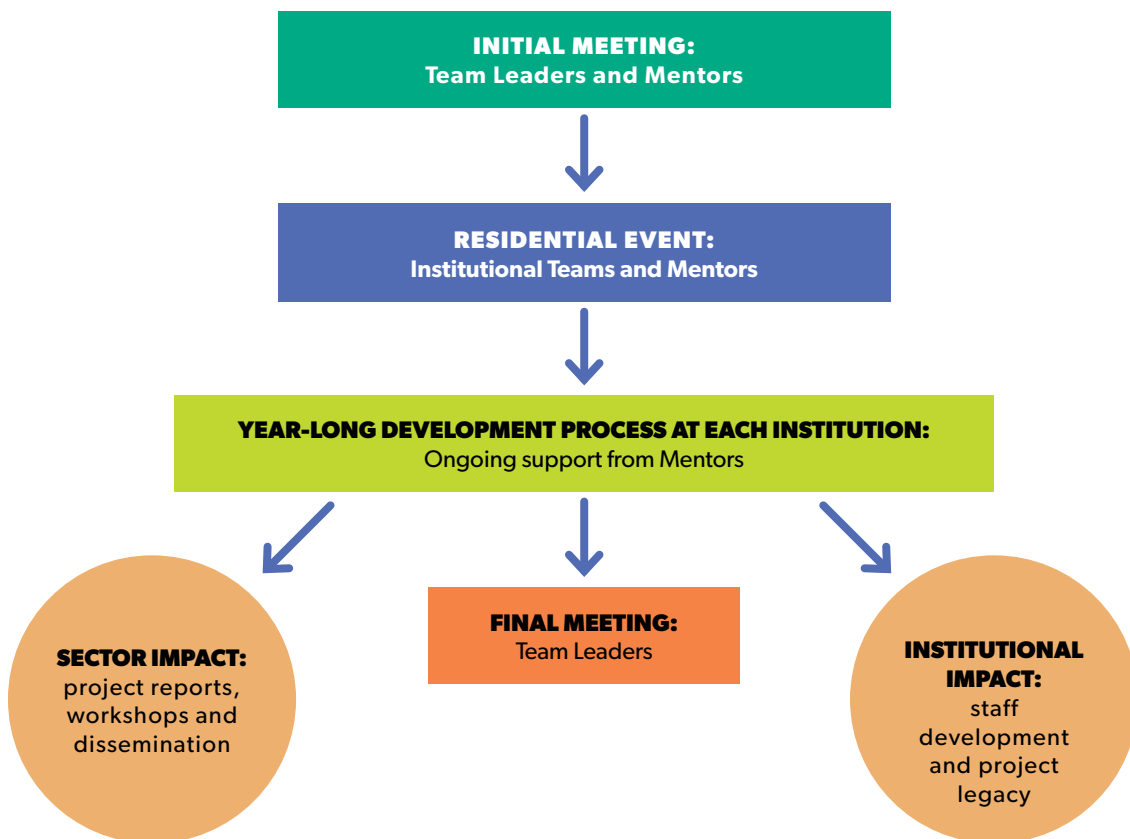 INITIAL MEETING:
Team Leaders and Mentors
RESIDENTIAL EVENT:
Institutional Teams and Mentors
YEAR-LONG DEVELOPMENT PROCESS AT EACH INSTITUTION:
Ongoing support from Mentors
SECTOR IMPACT:
project reports,
workshops and
dissemination
FINAL MEETING:
Team Leaders
INSTITUTIONAL
IMPACT:
staff
development
and project
legacy